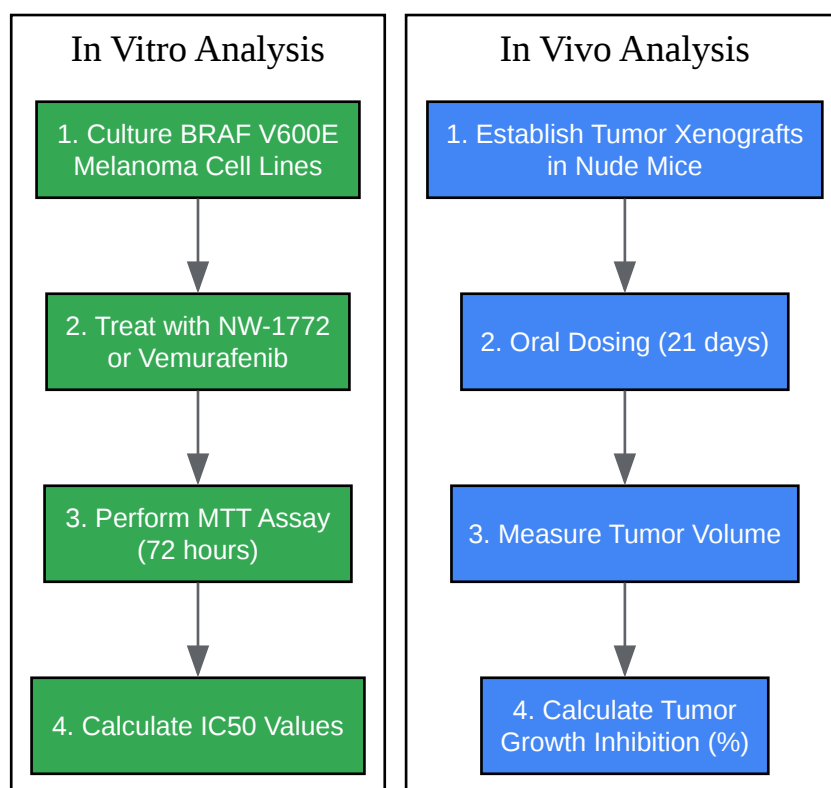 In Vitro Analysis
1. Culture BRAF V600E
Melanoma Cell Lines
2. Treat with NW-1772
or Vemurafenib
3. Perform MTT Assay
(72 hours)
4. Calculate IC50 Values
In Vivo Analysis
1. Establish Tumor Xenografts
in Nude Mice
2. Oral Dosing (21 days)
3. Measure Tumor Volume
4. Calculate Tumor
Growth Inhibition (%)